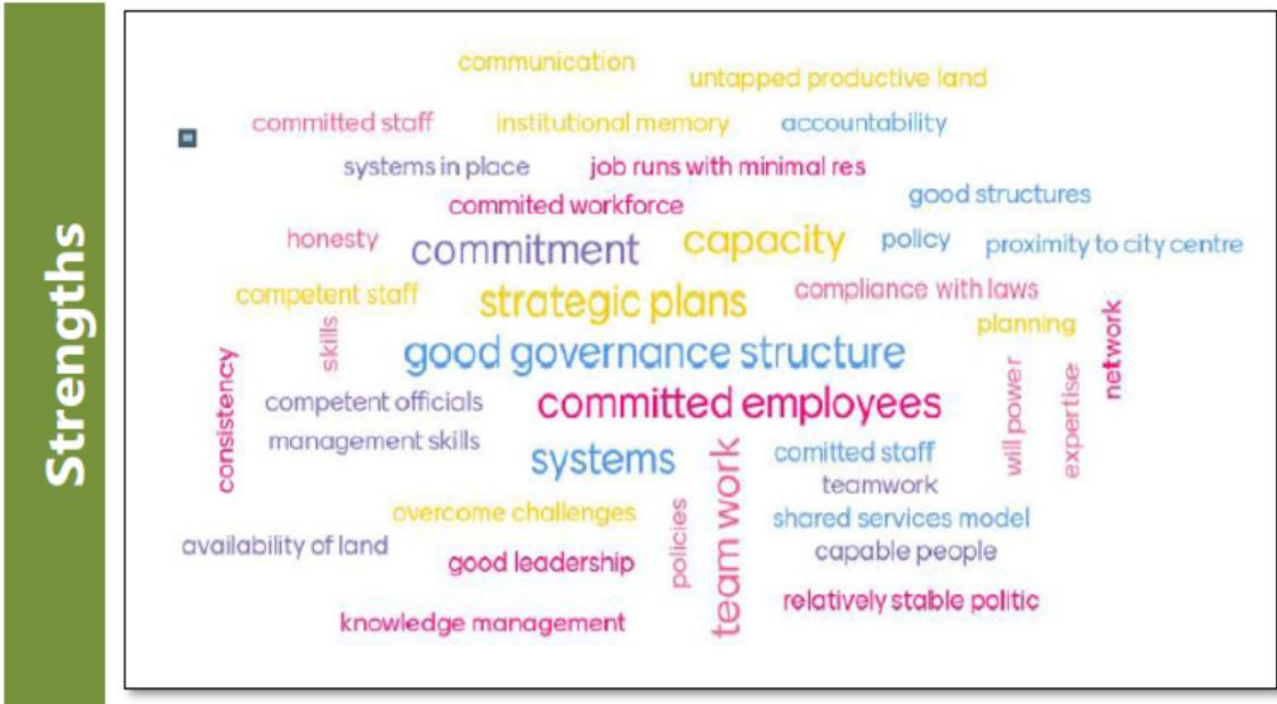 Strengths
communication
untapped productive land
committed staff
institutional memory
accountability
systems in place
job runs with minimal res
commited workforce
good structures
honesty
commitment
capacity
policy
proximity to city centre
competent staff
strategic plans
compliance with laws
planning
network
skills
consistency
good governance structure
will power
expertise
competent officials
committed employees
management skills
systems
team work
comitted staff
teamwork
overcome challenges
policies
shared services model
availability of land
good leadership
capable people
relatively stable politic
knowledge management